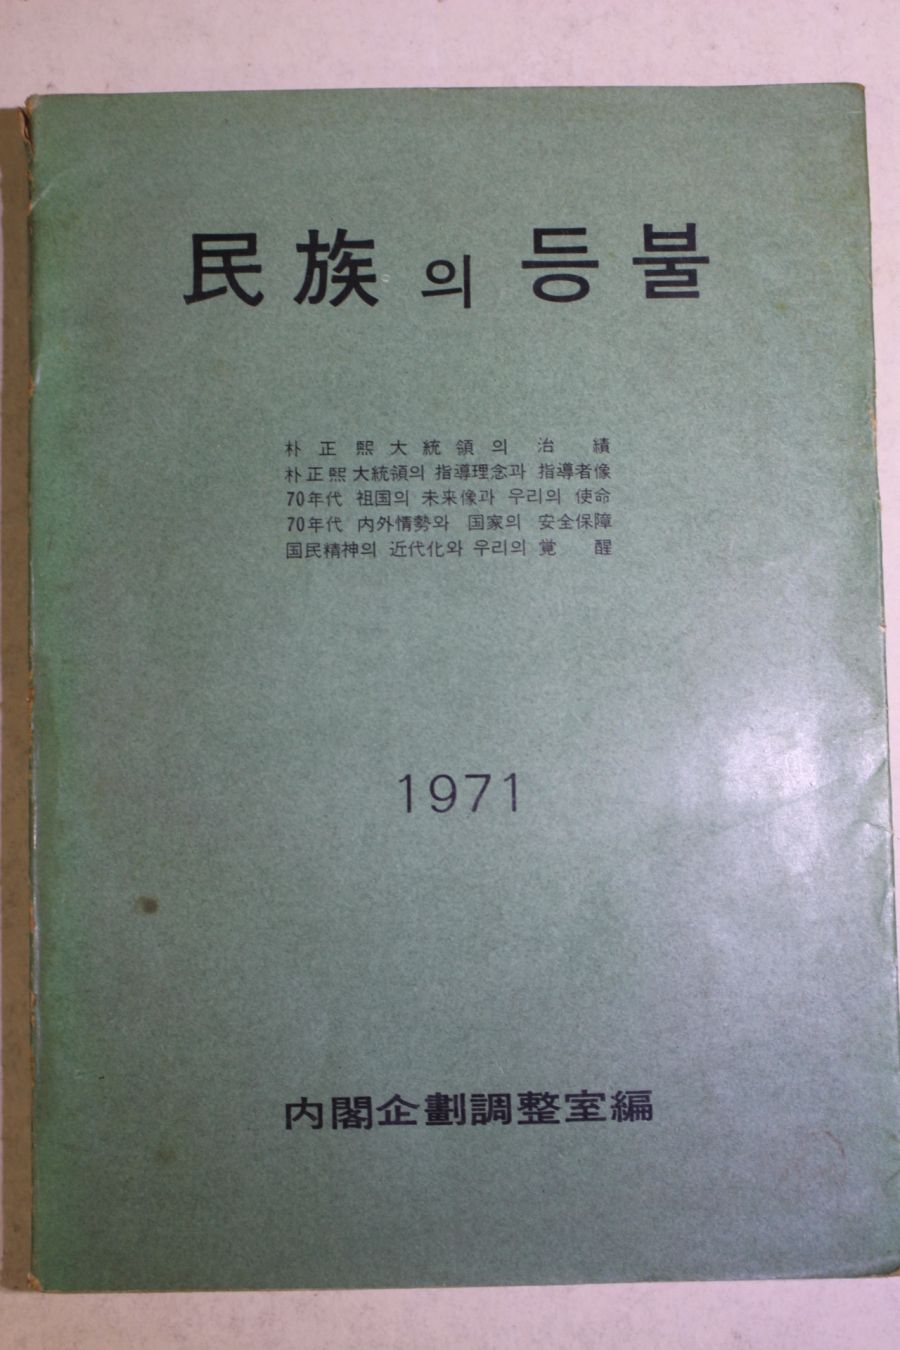 民族의 등불
朴正熙大統領의 治績
朴正熙大統領의 指導理念과 指導者像
70年代 祖国의 未来像과 우리의 使命
70年代 内外情勢와 国家의 安全保障
国民精神의 近代化와 우리의 覚醒
1971
内閣企劃調整室編